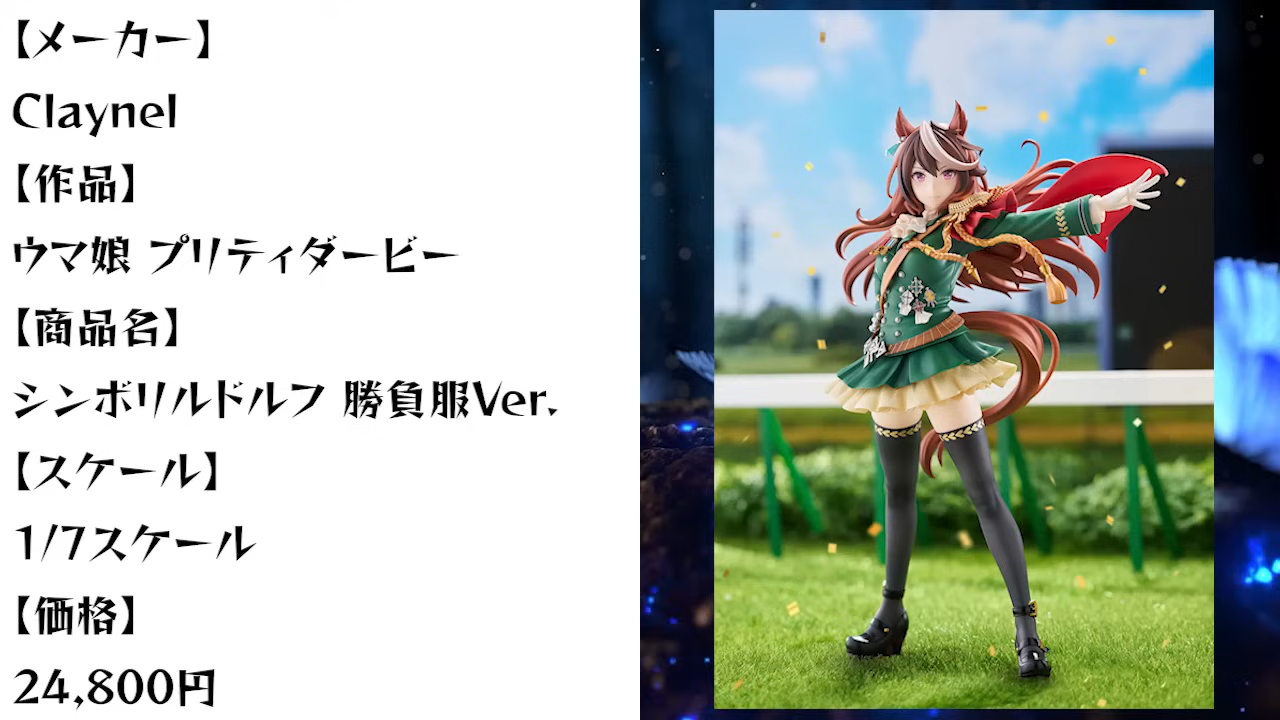 【メーカー】
Claynel
【作品】
ウマ娘 プリティダービー
【商品名】
シンボリルドルフ 勝負服Ver.
【スケール】
1/7スケール
【価格】
24,800円